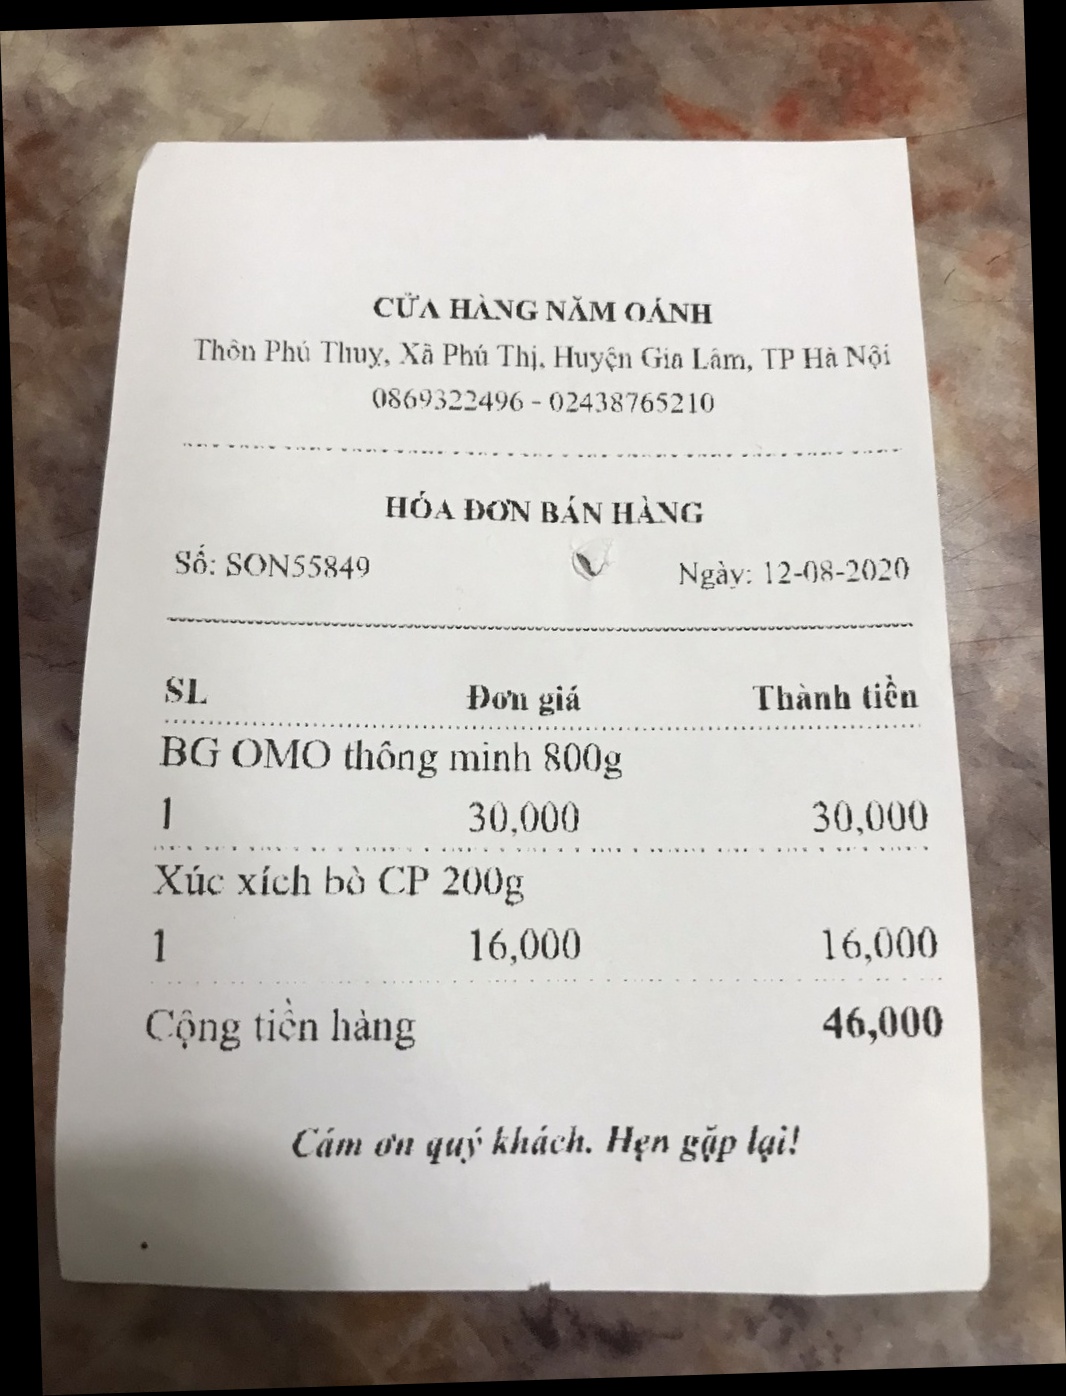 CỬA HÀNG NĂM OÁNH
Thôn Phú Thuỵ, Xã Phú Thị, Huyện Gia Lâm, TP Hà Nội
0869322496 - 02438765210
HÓA ĐƠN BÁN HÀNG
Số: SON55849 Ngày: 12-08-2020
SL Đơn giá Thành tiền
BG OMO thông minh 800g
1 30,000 30,000
Xúc xích bò CP 200g
1 16,000 16,000
Cộng tiền hàng 46,000
Cám ơn quý khách. Hẹn gặp lại!